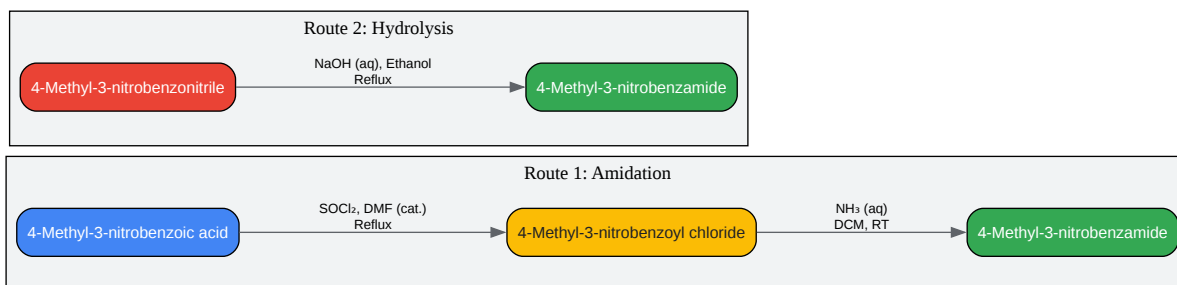 Route 2: Hydrolysis
4-Methyl-3-nitrobenzonitrile
NaOH (aq), Ethanol
Reflux
4-Methyl-3-nitrobenzamide
Route 1: Amidation
4-Methyl-3-nitrobenzoic acid
SOCl₂, DMF (cat.)
Reflux
4-Methyl-3-nitrobenzoyl chloride
NH₃ (aq)
DCM, RT
4-Methyl-3-nitrobenzamide